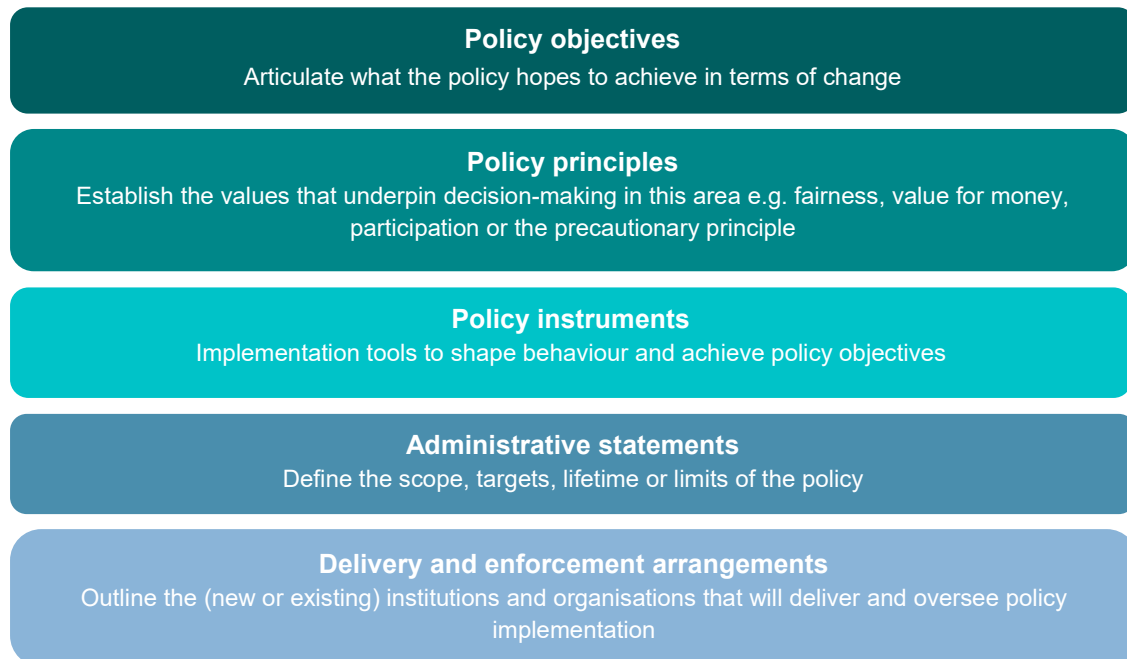 Policy objectives
Articulate what the policy hopes to achieve in terms of change
Policy principles
Establish the values that underpin decision-making in this area e.g. fairness, value for money,
participation or the precautionary principle
Policy instruments
Implementation tools to shape behaviour and achieve policy objectives
Administrative statements
Define the scope, targets, lifetime or limits of the policy
Delivery and enforcement arrangements
Outline the (new or existing) institutions and organisations that will deliver and oversee policy
implementation